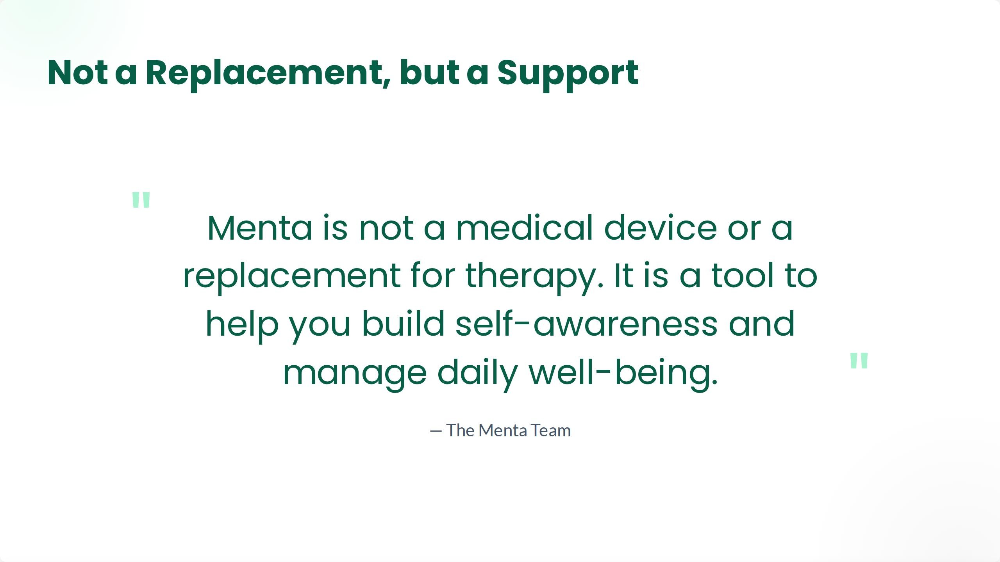 Not a Replacement, but a Support
"
Menta is not a medical device or a
replacement for therapy. It is a tool to
help you build self-awareness and
manage daily well-being.
"
— The Menta Team